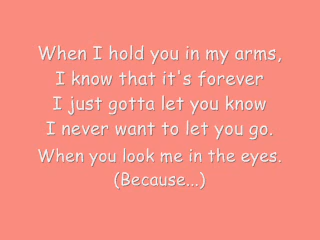 When I hold you in my arms,
I know that it's forever
I just gotta let you know
I never want to let you go.
When you look me in the eyes.
(Because...)